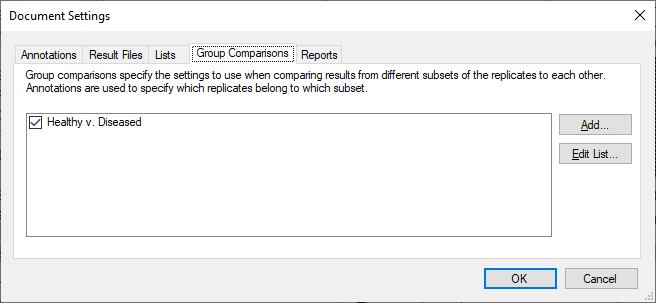 Document Settings
Annotations Result Files Lists Group Comparisons Reports
Group comparisons specify the settings to use when comparing results from different subsets of the replicates to each other.
Annotations are used to specify which replicates belong to which subset.
Healthy v. Diseased
Add...
Edit List...
OK Cancel